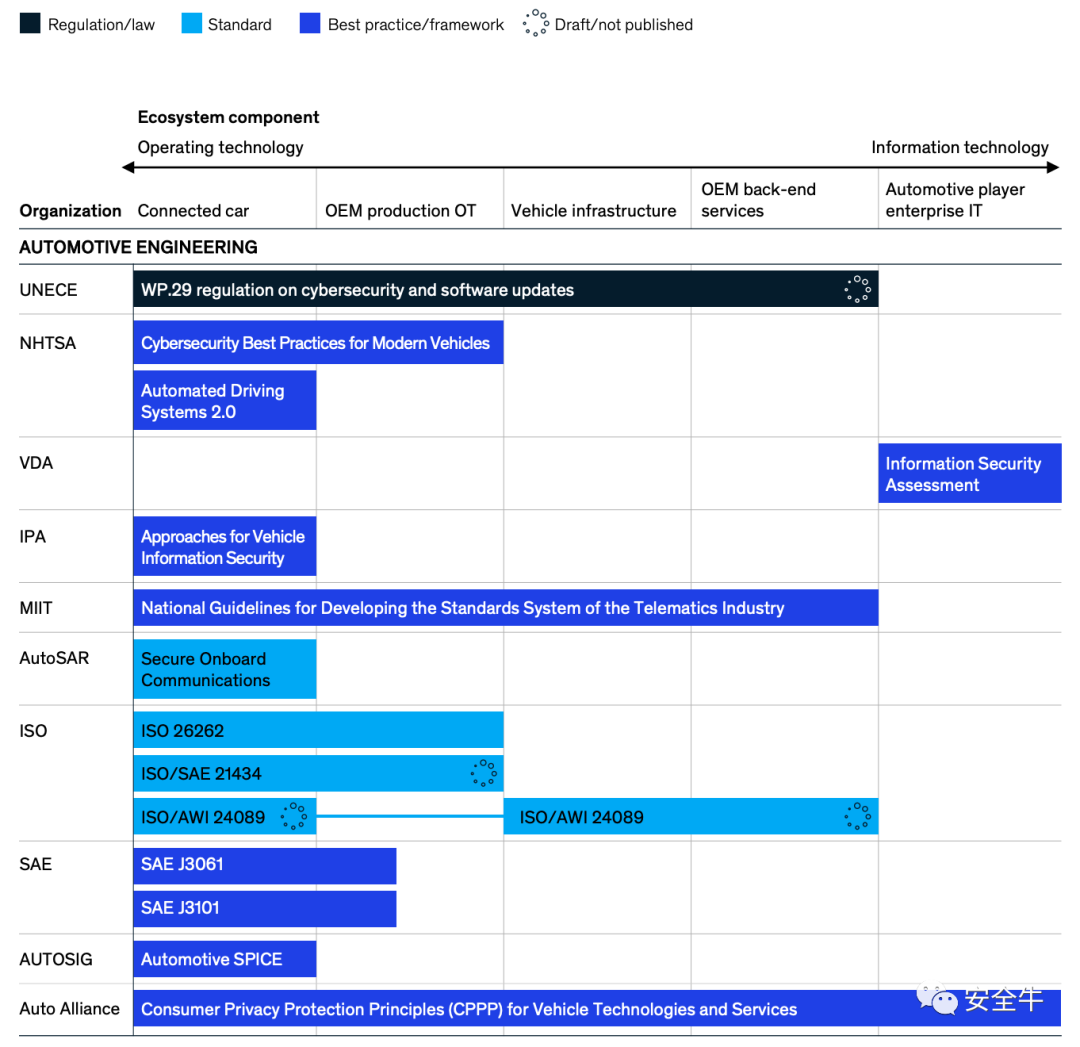 Regulation/law
Standard
Best practice/framework
Draft/not published
Ecosystem component
Operating technology
Information technology
Organization
Connected car
OEM production OT
Vehicle infrastructure
OEM back-end
services
Automotive player
enterprise IT
AUTOMOTIVE ENGINEERING
UNECE
WP.29 regulation on cybersecurity and software updates
NHTSA
Cybersecurity Best Practices for Modern Vehicles
Automated Driving
Systems 2.0
VDA
Information Security
Assessment
IPA
Approaches for Vehicle
Information Security
MIIT
National Guidelines for Developing the Standards System of the Telematics Industry
AutoSAR
Secure Onboard
Communications
ISO
ISO 26262
ISO/SAE 21434
ISO/AWI 24089
ISO/AWI 24089
SAE
SAE J3061
SAE J3101
AUTOSIG
Automotive SPICE
Auto Alliance
Consumer Privacy Protection Principles (CPPP) for Vehicle Technologies and Services
安全牛